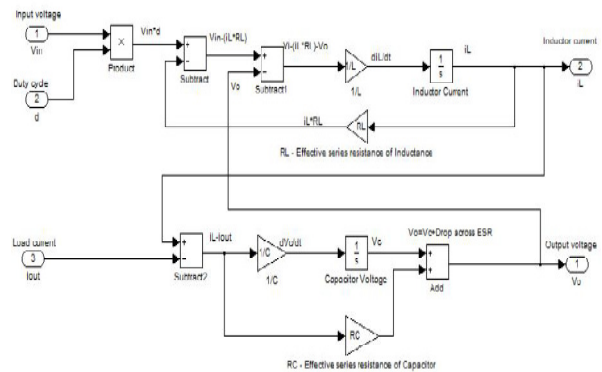 Input voltage
1
Vin
Duty cycle
2
d
X
Product
Vin*d
+
−
Subtract
Vin-(iL*RL)
+
−
Subtract1
Vo
Vi-(iL*RL)-Vo
1/L
1/L
diL/dt
1
s
Inductor Current
iL
Inductor current
2
iL
iL*RL
RL
RL - Effective series resistance of Inductance
Load current
3
Iout
+
−
Subtract2
iL-Iout
1/C
1/C
dVc/dt
1
s
Capacitor Voltage
Vc
Vo=Vc+Drop across ESR
+
+
Add
Output voltage
1
Vo
RC
RC - Effective series resistance of Capacitor